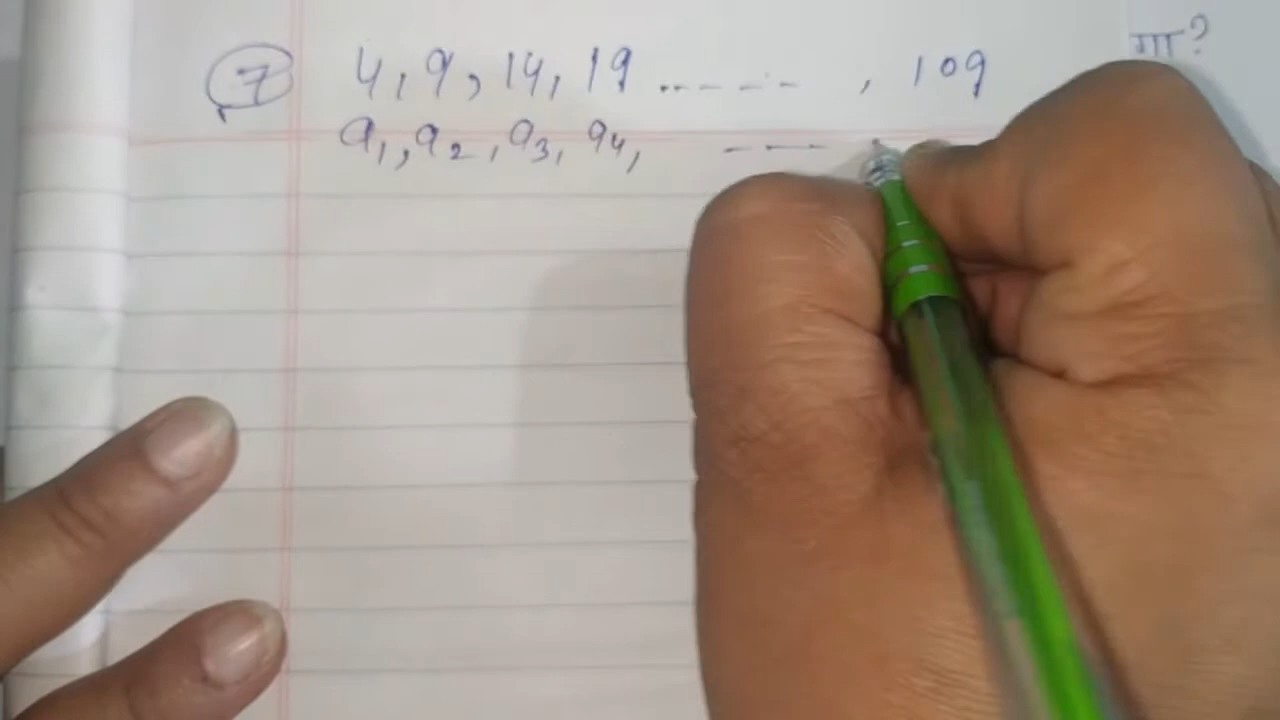 गा?
7 4, 9, 14, 19 ------ , 109
a1, a2, a3, a4, ----